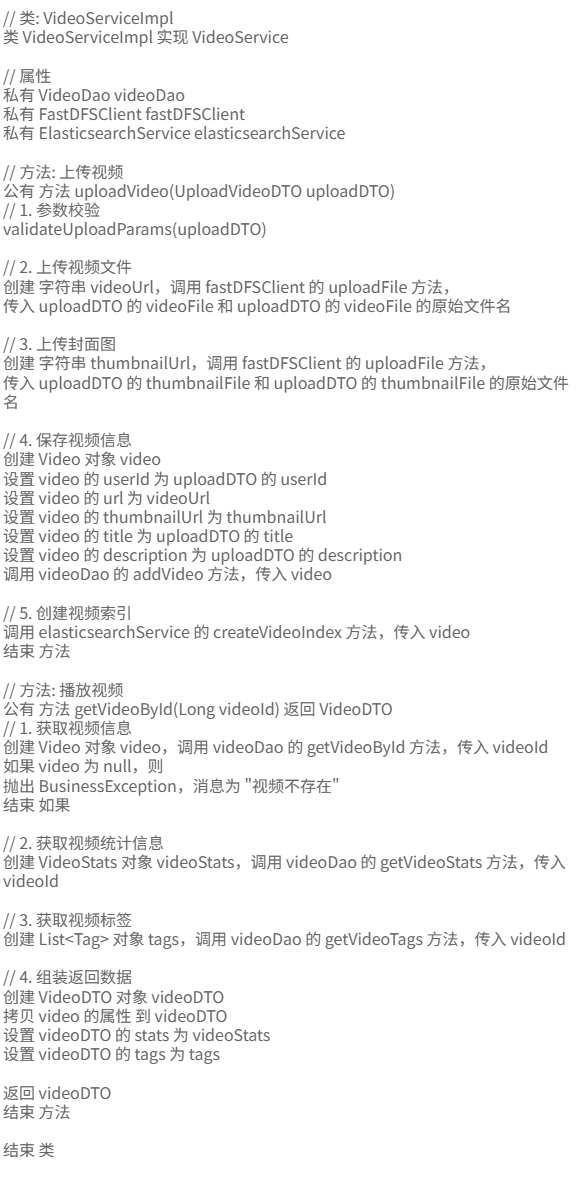 // 类: VideoServiceImpl
类 VideoServiceImpl 实现 VideoService
// 属性
私有 VideoDao videoDao
私有 FastDFSClient fastDFSClient
私有 ElasticsearchService elasticsearchService
// 方法: 上传视频
公有 方法 uploadVideo(UploadVideoDTO uploadDTO)
// 1. 参数校验
validateUploadParams(uploadDTO)
// 2. 上传视频文件
创建 字符串 videoUrl，调用 fastDFSClient 的 uploadFile 方法，
传入 uploadDTO 的 videoFile 和 uploadDTO 的 videoFile 的原始文件名
// 3. 上传封面图
创建 字符串 thumbnailUrl，调用 fastDFSClient 的 uploadFile 方法，
传入 uploadDTO 的 thumbnailFile 和 uploadDTO 的 thumbnailFile 的原始文件
名
// 4. 保存视频信息
创建 Video 对象 video
设置 video 的 userId 为 uploadDTO 的 userId
设置 video 的 url 为 videoUrl
设置 video 的 thumbnailUrl 为 thumbnailUrl
设置 video 的 title 为 uploadDTO 的 title
设置 video 的 description 为 uploadDTO 的 description
调用 videoDao 的 addVideo 方法，传入 video
// 5. 创建视频索引
调用 elasticsearchService 的 createVideoIndex 方法，传入 video
结束 方法
// 方法: 播放视频
公有 方法 getVideoById(Long videoId) 返回 VideoDTO
// 1. 获取视频信息
创建 Video 对象 video，调用 videoDao 的 getVideoById 方法，传入 videoId
如果 video 为 null，则
抛出 BusinessException，消息为 "视频不存在"
结束 如果
// 2. 获取视频统计信息
创建 VideoStats 对象 videoStats，调用 videoDao 的 getVideoStats 方法，传入
videoId
// 3. 获取视频标签
创建 List<Tag> 对象 tags，调用 videoDao 的 getVideoTags 方法，传入 videoId
// 4. 组装返回数据
创建 VideoDTO 对象 videoDTO
拷贝 video 的属性 到 videoDTO
设置 videoDTO 的 stats 为 videoStats
设置 videoDTO 的 tags 为 tags
返回 videoDTO
结束 方法
结束 类